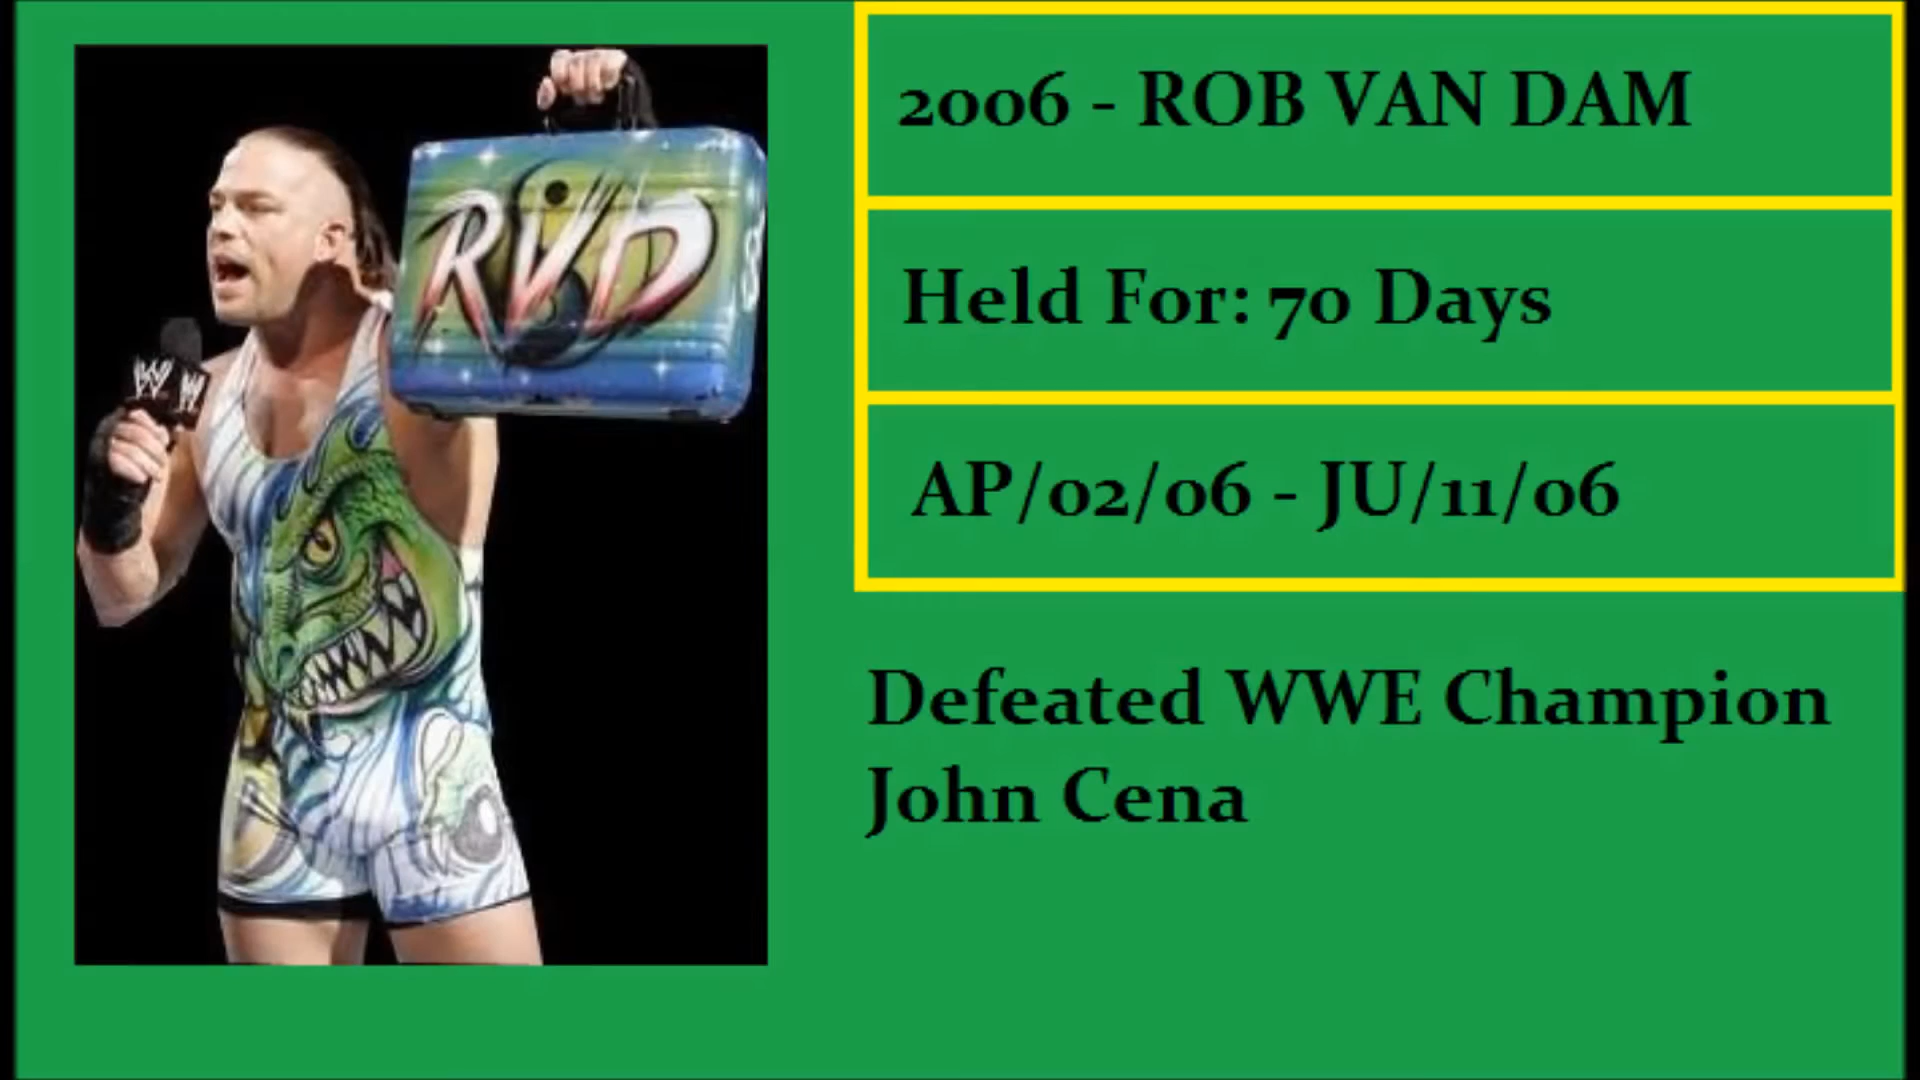 2006 - ROB VAN DAM
Held For: 70 Days
AP/02/06 - JU/11/06
Defeated WWE Champion
John Cena
RVD
W W